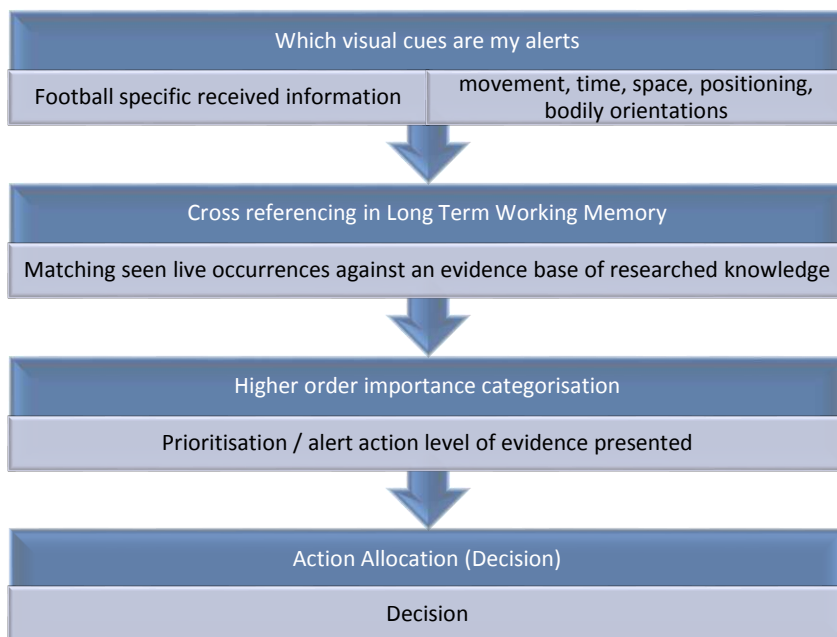 Which visual cues are my alerts
Football specific received information
movement, time, space, positioning,
bodily orientations
Cross referencing in Long Term Working Memory
Matching seen live occurrences against an evidence base of researched knowledge
Higher order importance categorisation
Prioritisation / alert action level of evidence presented
Action Allocation (Decision)
Decision